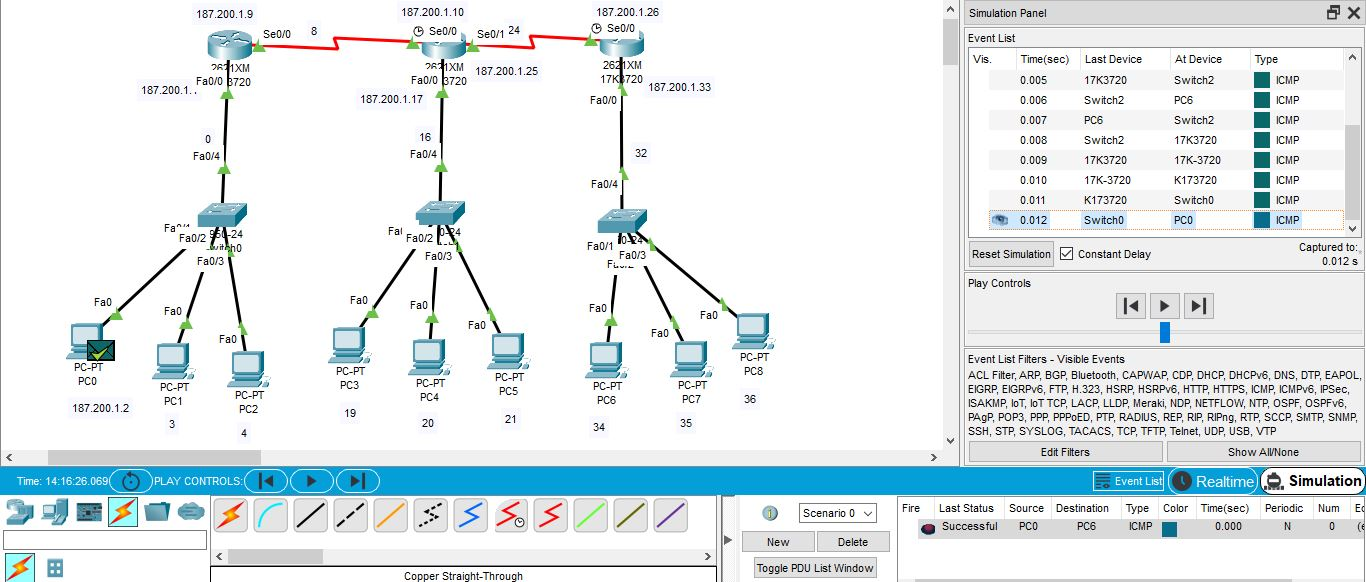 187.200.1.9
187.200.1.10
187.200.1.26
Se0/0
8
Se0/0
Se0/1
24
Se0/0
2621XM
3720
Fa0/0
187.200.1.25
187.200.1.17
2621XM
3720
Fa0/0
2621XM
17K3720
Fa0/0
187.200.1.33
0
Fa0/4
16
Fa0/4
32
Fa0/4
Fa0/2
Fa0/3
Fa0/2
Fa0/3
Fa0/1
Fa0/3
Fa0
Fa0
Fa0
Fa0
Fa0
Fa0
Fa0
Fa0
Fa0
PC-PT
PC0
187.200.1.2
PC-PT
PC1
3
PC-PT
PC2
4
PC-PT
PC3
19
PC-PT
PC4
20
PC-PT
PC5
21
PC-PT
PC6
34
PC-PT
PC7
35
PC-PT
PC8
36
Simulation Panel
Event List
Vis. Time(sec) Last Device At Device Type
0.005 17K3720 Switch2 ICMP
0.006 Switch2 PC6 ICMP
0.007 PC6 Switch2 ICMP
0.008 Switch2 17K3720 ICMP
0.009 17K3720 17K-3720 ICMP
0.010 17K-3720 K173720 ICMP
0.011 K173720 Switch0 ICMP
0.012 Switch0 PC0 ICMP
Reset Simulation Constant Delay
Captured to:
0.012 s
Play Controls
Event List Filters - Visible Events
ACL Filter, ARP, BGP, Bluetooth, CAPWAP, CDP, DHCP, DHCPv6, DNS, DTP, EAPOL,
EIGRP, EIGRPv6, FTP, H.323, HSRP, HSRPv6, HTTP, HTTPS, ICMP, ICMPv6, IPSec,
ISAKMP, IoT, IoT TCP, LACP, LLDP, Meraki, NDP, NETFLOW, NTP, OSPF, OSPFv6,
PAgP, POP3, PPP, PPPoED, PTP, RADIUS, REP, RIP, RIPng, RTP, SCCP, SMTP, SNMP,
SSH, STP, SYSLOG, TACACS, TCP, TFTP, Telnet, UDP, USB, VTP
Edit Filters Show All/None
Time: 14:16:26.069 PLAY CONTROLS:
Event List Realtime Simulation
Scenario 0
New Delete
Toggle PDU List Window
Fire Last Status Source Destination Type Color Time(sec) Periodic Num
Successful PC0 PC6 ICMP 0.000 N 0
Copper Straight-Through